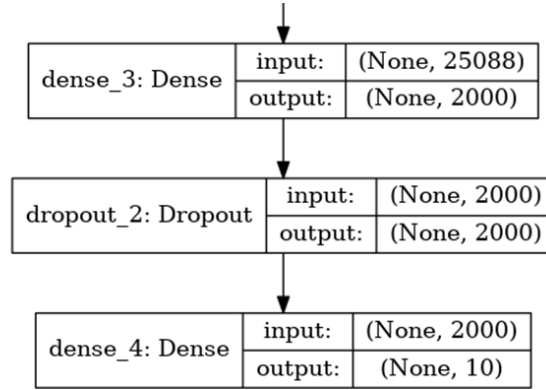 dense_3: Dense
input: (None, 25088)
output: (None, 2000)
dropout_2: Dropout
input: (None, 2000)
output: (None, 2000)
dense_4: Dense
input: (None, 2000)
output: (None, 10)